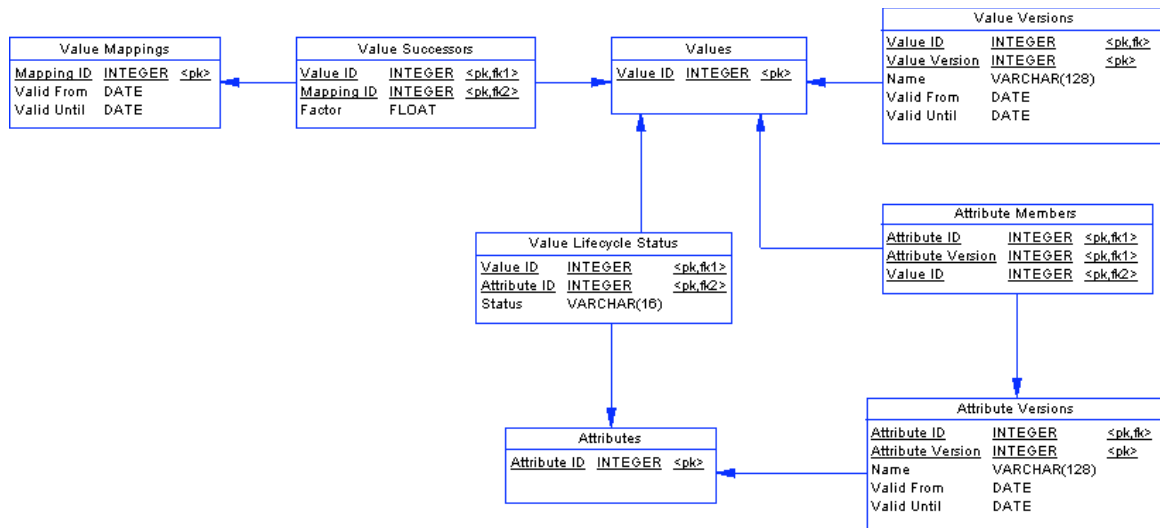 Value Mappings
Mapping ID INTEGER <pk>
Valid From DATE
Valid Until DATE
Value Successors
Value ID INTEGER <pk,fk1>
Mapping ID INTEGER <pk,fk2>
Factor FLOAT
Values
Value ID INTEGER <pk>
Value Versions
Value ID INTEGER <pk,fk>
Value Version INTEGER <pk>
Name VARCHAR(128)
Valid From DATE
Valid Until DATE
Value Lifecycle Status
Value ID INTEGER <pk,fk1>
Attribute ID INTEGER <pk,fk2>
Status VARCHAR(16)
Attribute Members
Attribute ID INTEGER <pk,fk1>
Attribute Version INTEGER <pk,fk1>
Value ID INTEGER <pk,fk2>
Attributes
Attribute ID INTEGER <pk>
Attribute Versions
Attribute ID INTEGER <pk,fk>
Attribute Version INTEGER <pk>
Name VARCHAR(128)
Valid From DATE
Valid Until DATE